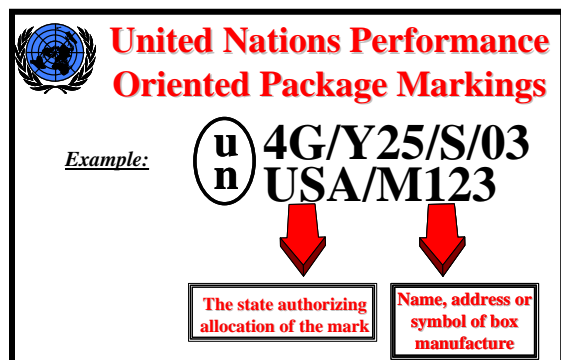 United Nations Performance
Oriented Package Markings
Example:
u
n
4G/Y25/S/03
USA/M123
The state authorizing
allocation of the mark
Name, address or
symbol of box
manufacture